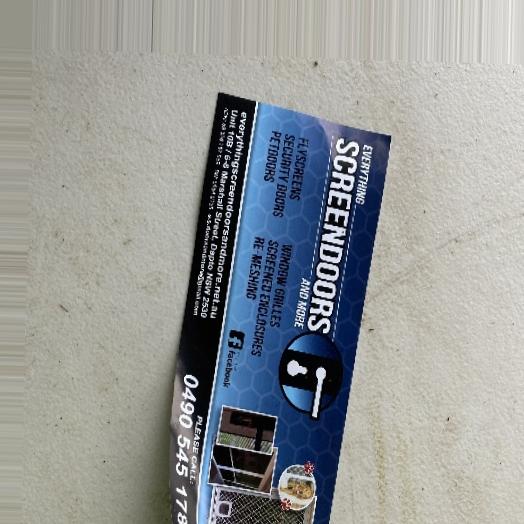 EVERYTHING
SCREENDOORS
AND MORE
FLYSCREENS
SECURITY DOORS
PETDOORS
WINDOW GRILLES
SCREENED ENCLOSURES
RE-MESHING
facebook
everythingscreendoorsandmore.net.au
Unit 10B / 6-8 Marshall Street, Dapto NSW 2530
PLEASE CALL:
0490 545 178